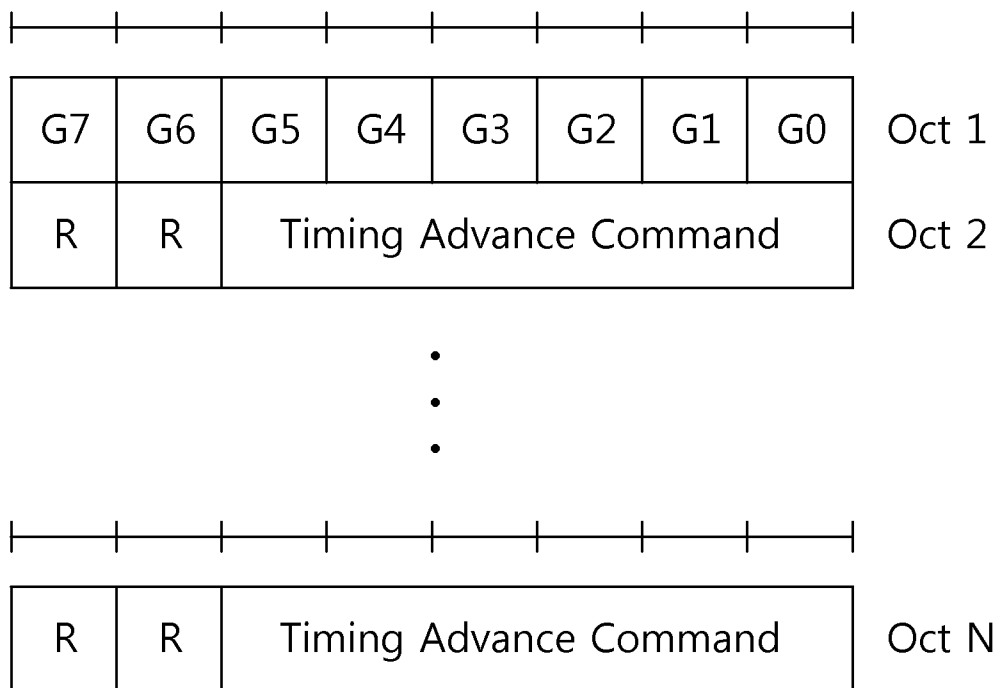 G7 G6 G5 G4 G3 G2 G1 G0 Oct 1
R R Timing Advance Command Oct 2
R R Timing Advance Command Oct N